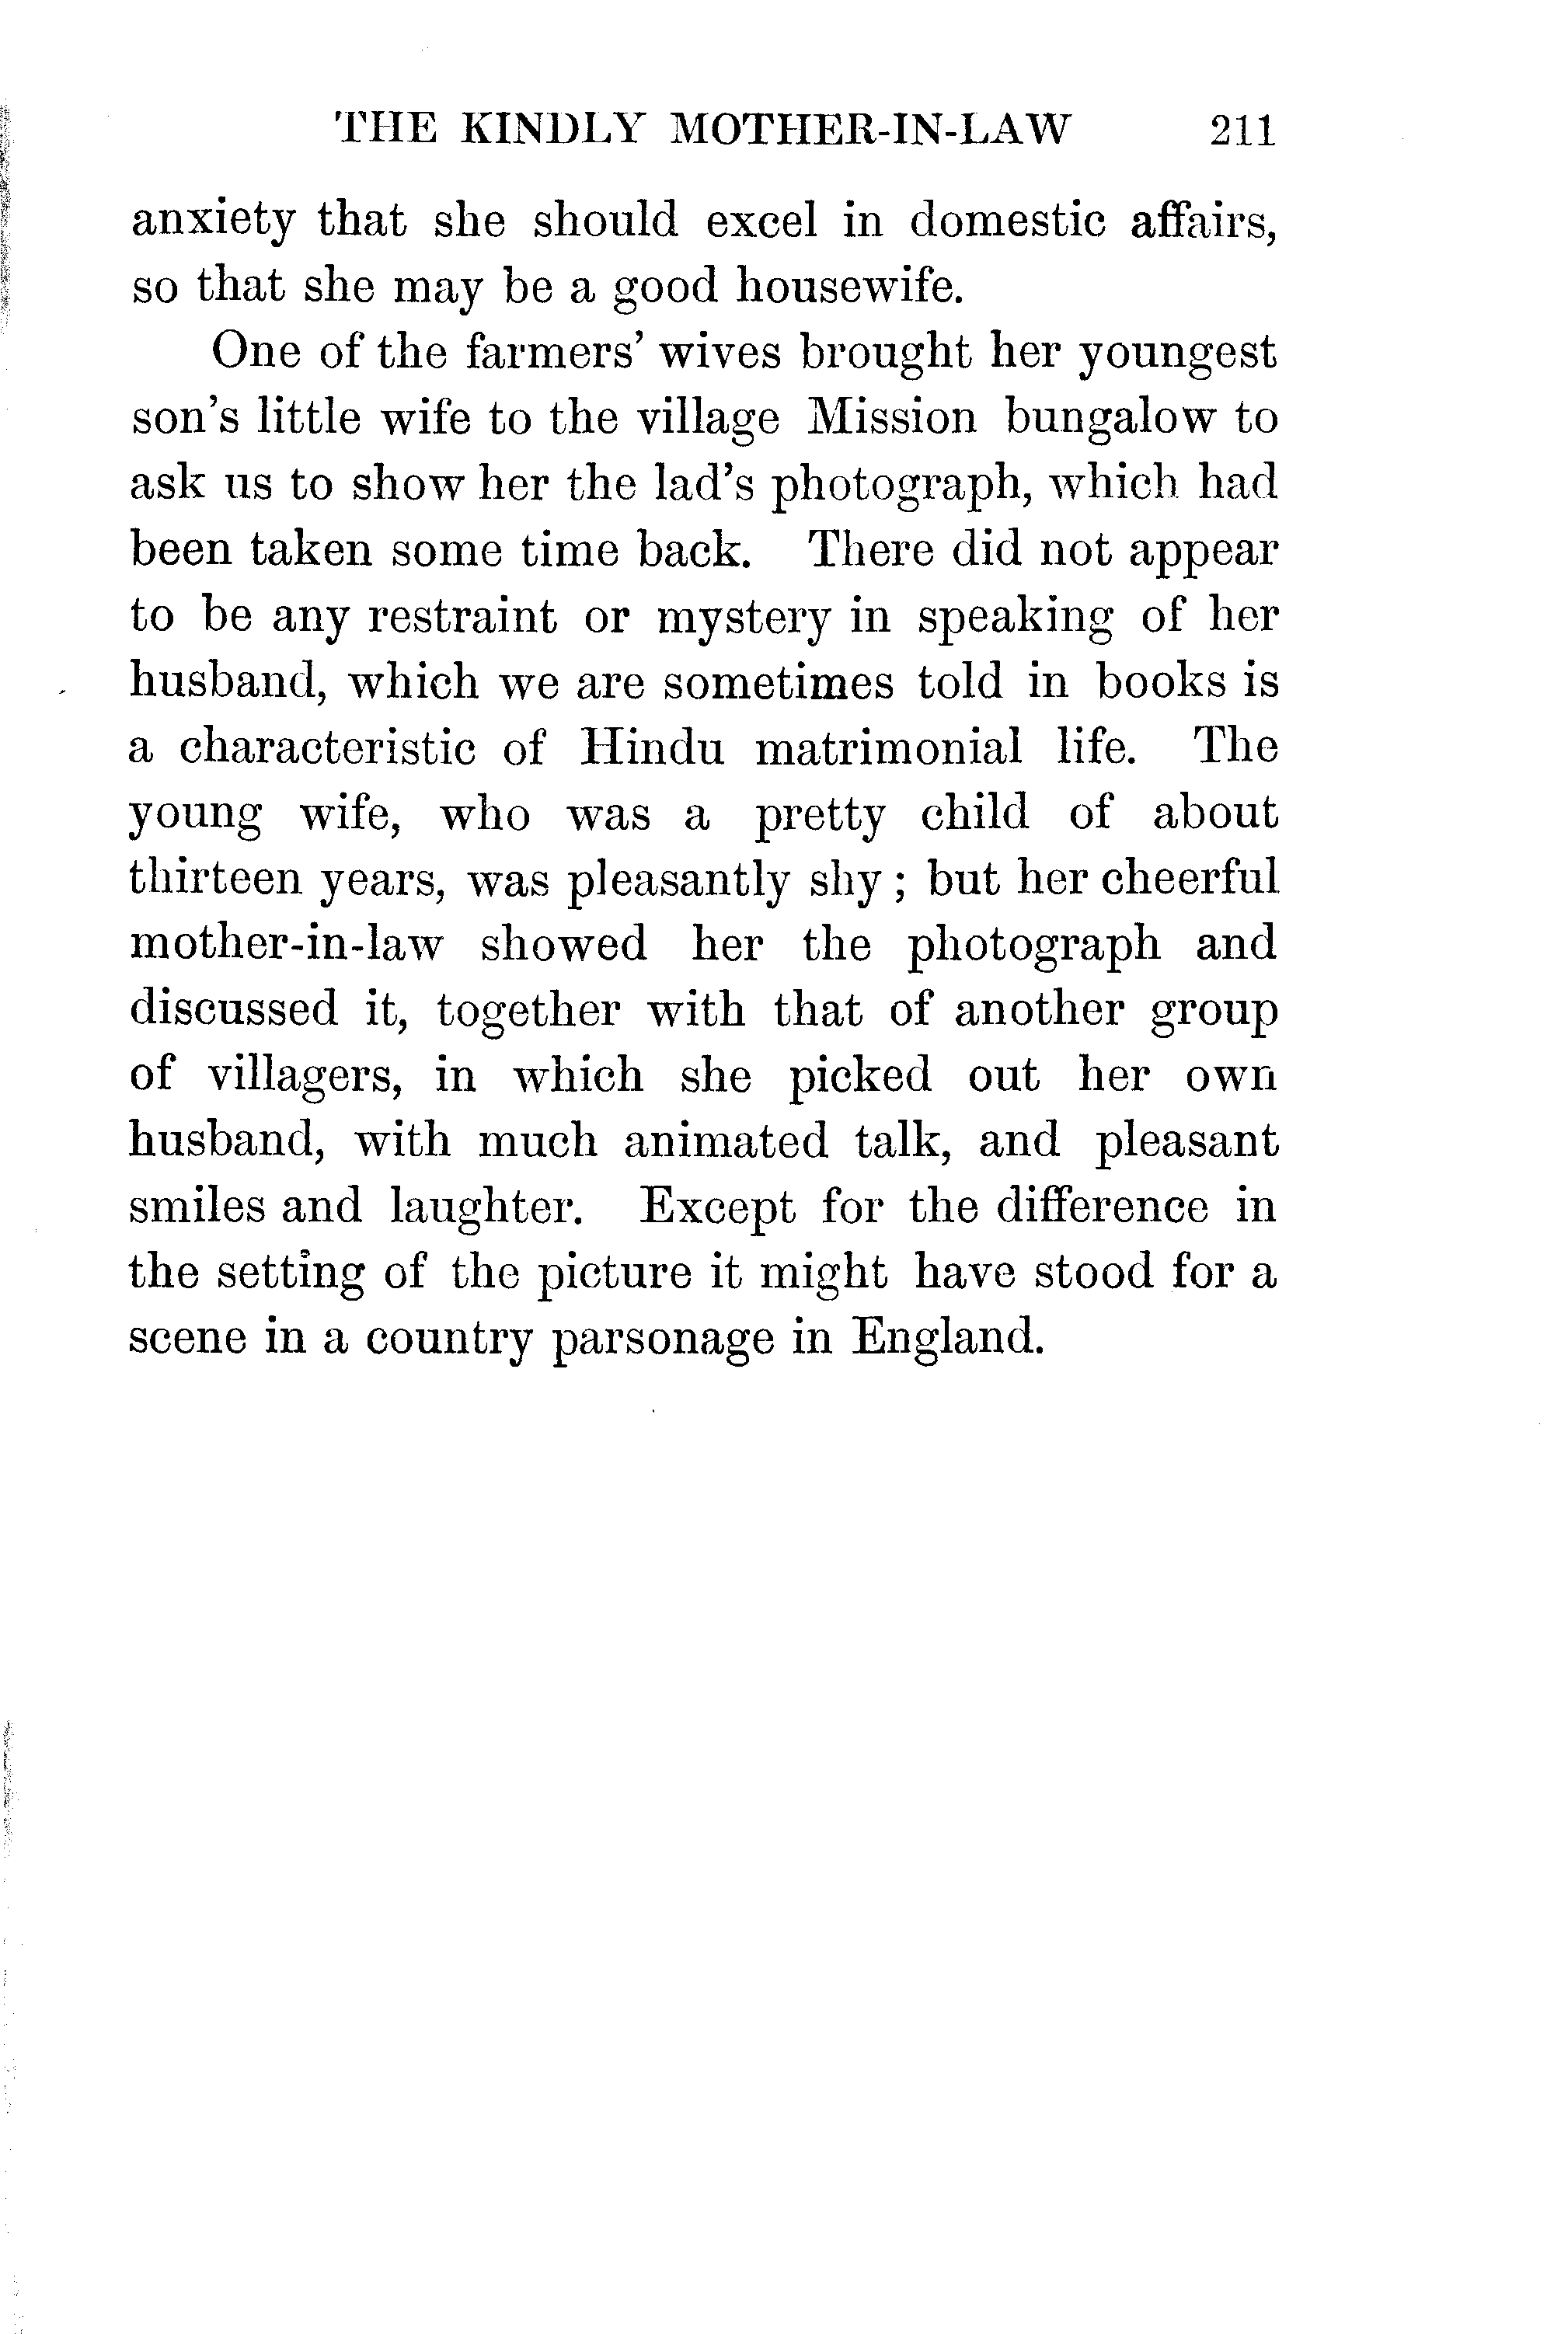 THE KINDLY MOTHER-IN-LAW 211
anxiety that she should excel in domestic affairs,
so that she may be a good housewife.
One of the farmers' wives brought her youngest
son's little wife to the village Mission bungalow to
ask us to show her the lad's photograph, which had
been taken some time back. There did not appear
to be any restraint or mystery in speaking of her
husband, which we are sometimes told in books is
a characteristic of Hindu matrimonial life. The
young wife, who was a pretty child of about
thirteen years, was pleasantly shy; but her cheerful
mother-in-law showed her the photograph and
discussed it, together with that of another group
of villagers, in which she picked out her own
husband, with much animated talk, and pleasant
smiles and laughter. Except for the difference in
the setting of the picture it might have stood for a
scene in a country parsonage in England.